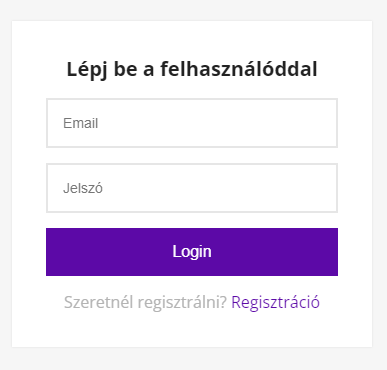 Lépj be a felhasználóddal
Email
Jelszó
Login
Szeretnél regisztrálni? Regisztráció